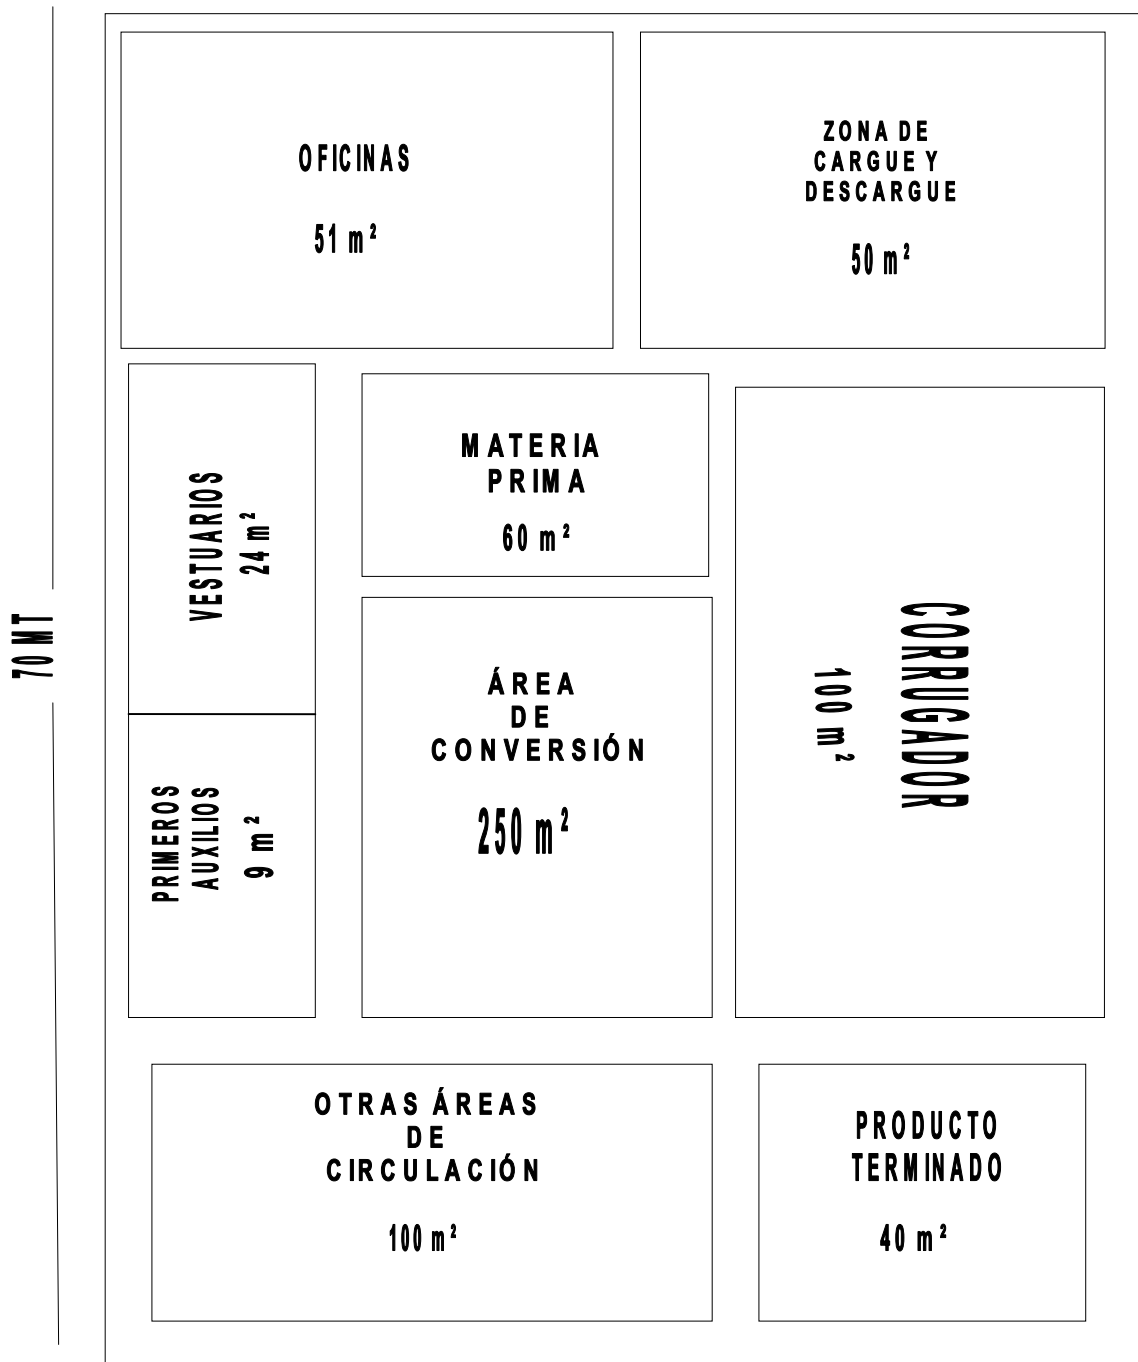 OFICINAS
51 m²
ZONA DE
CARGUE Y
DESCARGUE
50 m²
VESTUARIOS
24 m²
MATERIA
PRIMA
60 m²
70 MT
CORRUGADOR
100 m²
ÁREA
DE
CONVERSIÓN
250 m²
PRIMEROS
AUXILIOS
9 m²
OTRAS ÁREAS
DE
CIRCULACIÓN
100 m²
PRODUCTO
TERMINADO
40 m²